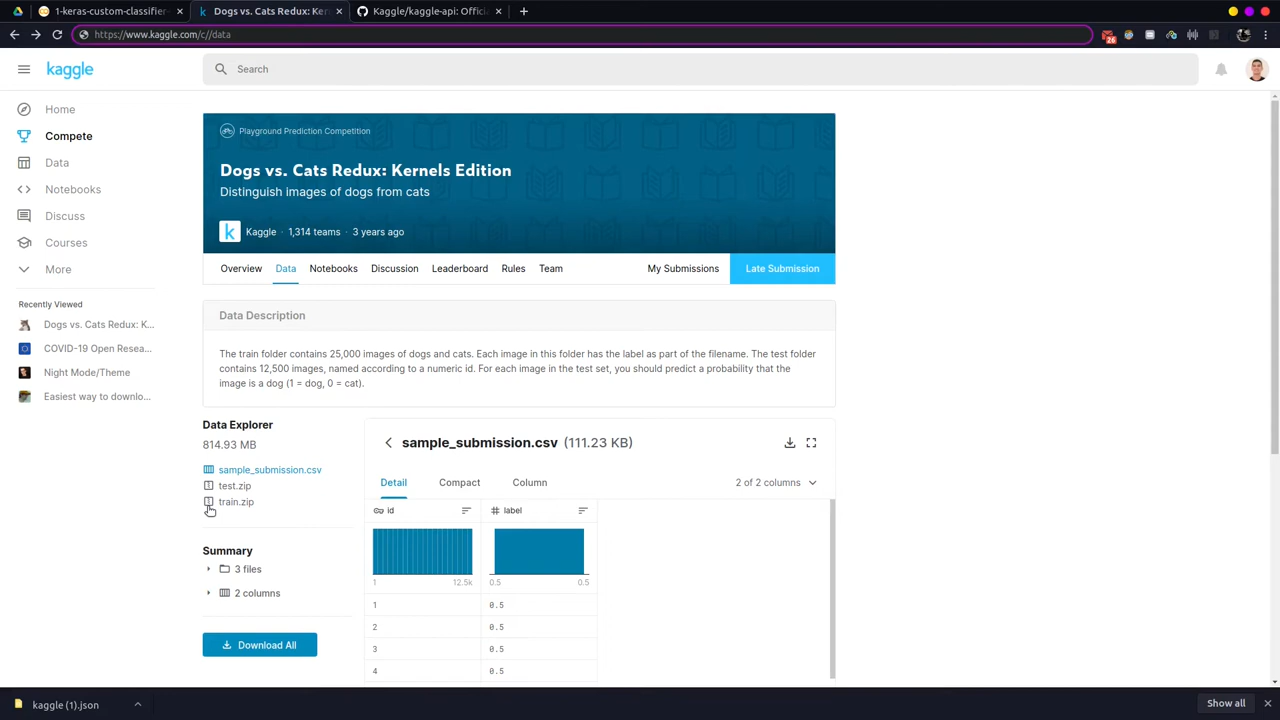 1-keras-custom-classifier-
Dogs vs. Cats Redux: Ker
Kaggle/kaggle-api: Offici
https://www.kaggle.com/c//data
26
kaggle
Search
Home
Compete
Data
Notebooks
Discuss
Courses
More
Recently Viewed
Dogs vs. Cats Redux: K...
COVID-19 Open Resea...
Night Mode/Theme
Easiest way to downlo...
Playground Prediction Competition
Dogs vs. Cats Redux: Kernels Edition
Distinguish images of dogs from cats
k Kaggle · 1,314 teams · 3 years ago
Overview Data Notebooks Discussion Leaderboard Rules Team My Submissions Late Submission
Data Description
The train folder contains 25,000 images of dogs and cats. Each image in this folder has the label as part of the filename. The test folder
contains 12,500 images, named according to a numeric id. For each image in the test set, you should predict a probability that the
image is a dog (1 = dog, 0 = cat).
Data Explorer
814.93 MB
sample_submission.csv
test.zip
train.zip
Summary
3 files
2 columns
Download All
sample_submission.csv (111.23 KB)
Detail Compact Column 2 of 2 columns
id # label
1 12.5k 0.5 0.5
1 0.5
2 0.5
3 0.5
4 0.5
kaggle (1).json
Show all